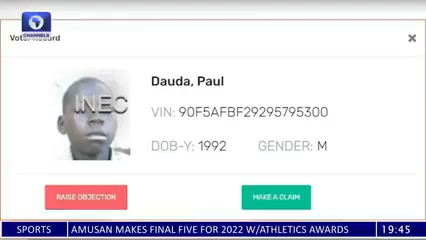 CHANNELS
Voter Record
×
Dauda, Paul
INEC
VIN: 90F5AFBF29295795300
DOB-Y: 1992 GENDER: M
RAISE OBJECTION
MAKE A CLAIM
SPORTS AMUSAN MAKES FINAL FIVE FOR 2022 W/ATHLETICS AWARDS 19:45